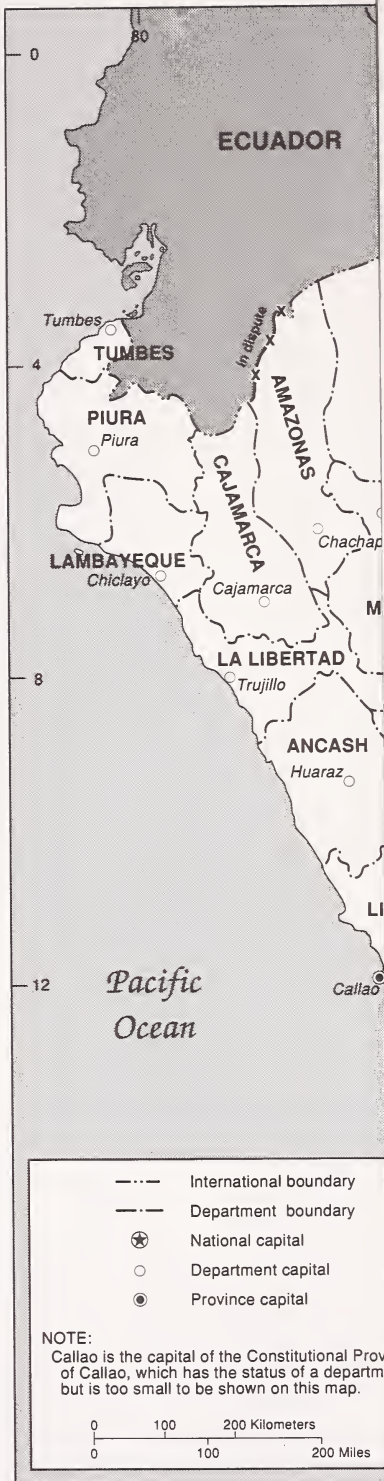 80
0
ECUADOR
Tumbes
TUMBES
In dispute
4
AMAZONAS
PIURA
Piura
CAJAMARCA
Chachap
LAMBAYEQUE
Chiclayo
Cajamarca
M
LA LIBERTAD
8
Trujillo
ANCASH
Huaraz
LI
12
Pacific
Ocean
Callao
International boundary
Department boundary
National capital
Department capital
Province capital
NOTE:
Callao is the capital of the Constitutional Prov
of Callao, which has the status of a departm
but is too small to be shown on this map.
0 100 200 Kilometers
0 100 200 Miles